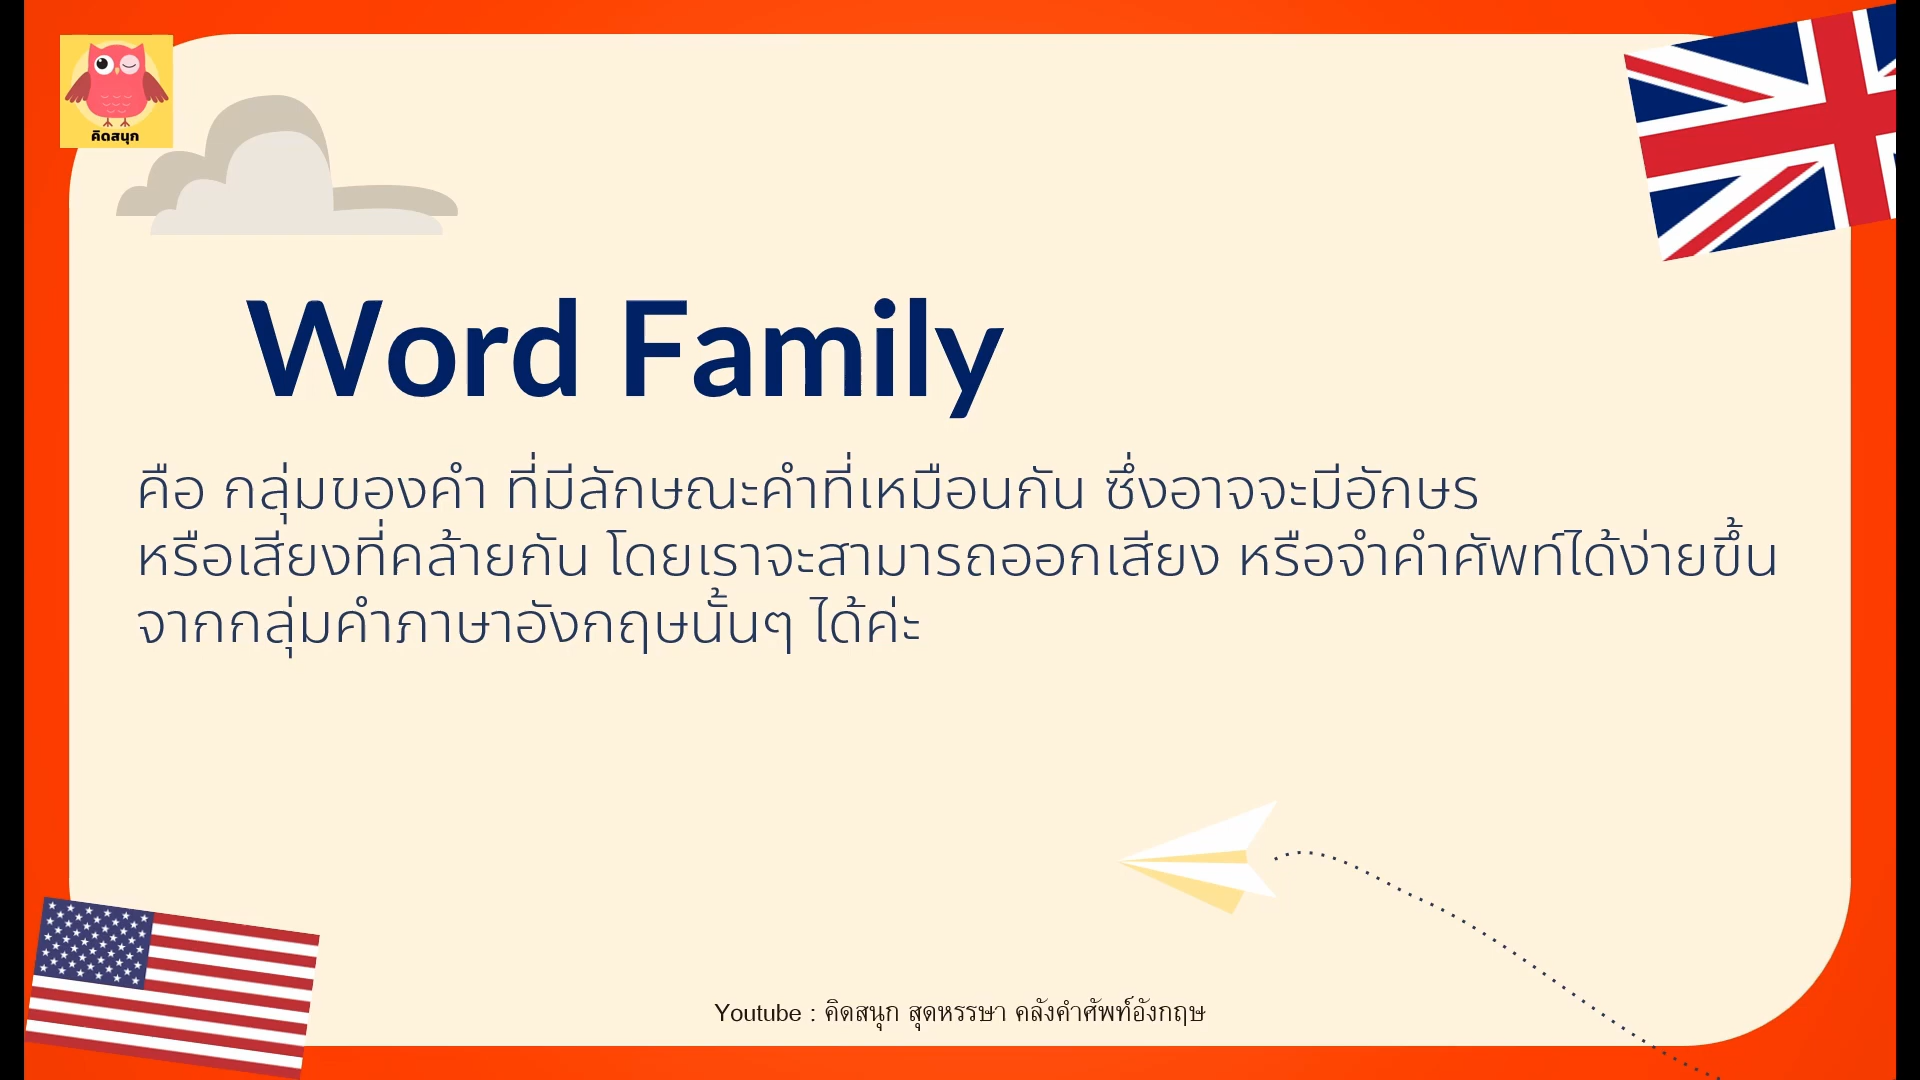 คิดสนุก
Word Family
คือ กลุ่มของคำ ที่มีลักษณะคำที่เหมือนกัน ซึ่งอาจจะมีอักษร
หรือเสียงที่คล้ายกัน โดยเราจะสามารถออกเสียง หรือจำคำศัพท์ได้ง่ายขึ้น
จากกลุ่มคำภาษาอังกฤษนั้นๆ ได้ค่ะ
Youtube : คิดสนุก สุดหรรษา คลังคำศัพท์อังกฤษ